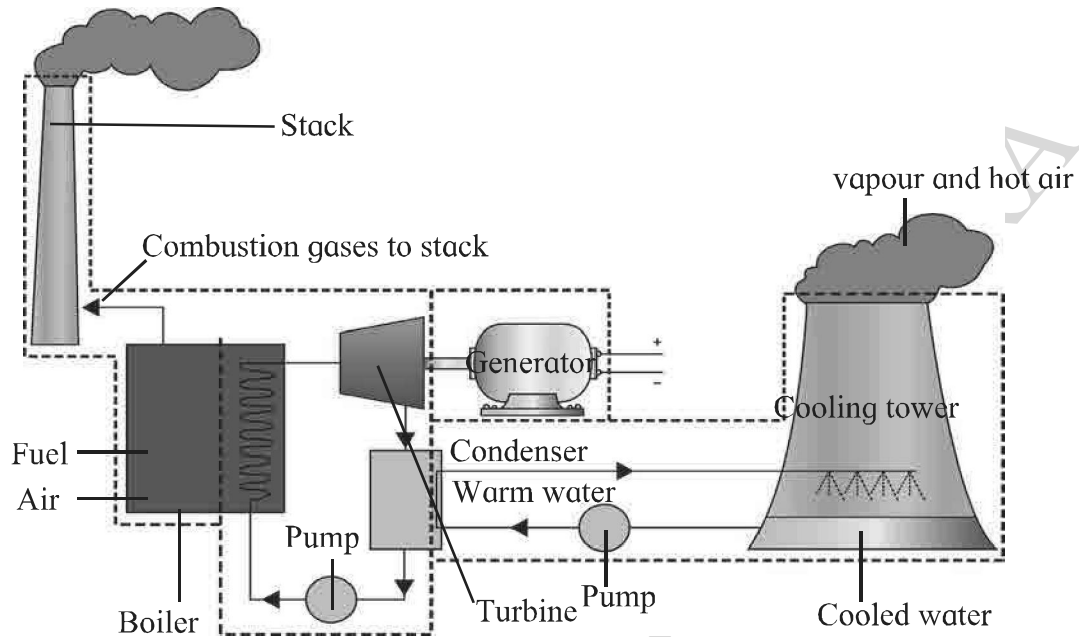 Stack
vapour and hot air
Combustion gases to stack
+
Generator
−
Cooling tower
Fuel
Condenser
Air
Warm water
Pump
Boiler
Turbine
Pump
Cooled water
A